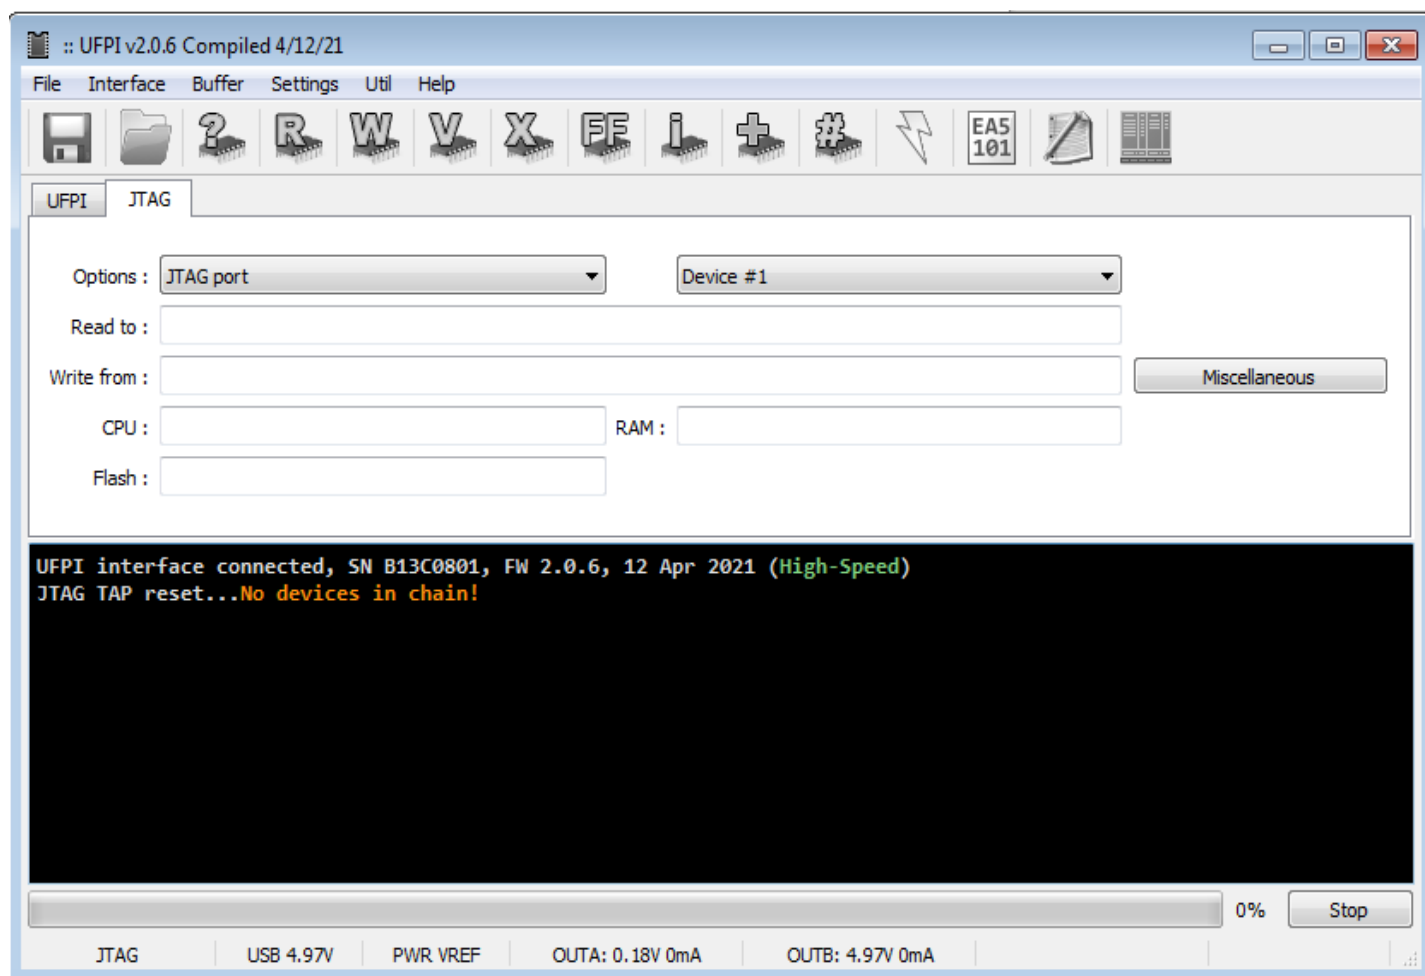 :: UFPI v2.0.6 Compiled 4/12/21
File Interface Buffer Settings Util Help
? R W V X FF i + # EA5
101
UFPI JTAG
Options : JTAG port Device #1
Read to :
Write from : Miscellaneous
CPU : RAM :
Flash :
UFPI interface connected, SN B13C0801, FW 2.0.6, 12 Apr 2021 (High-Speed)
JTAG TAP reset...No devices in chain!
0% Stop
JTAG USB 4.97V PWR VREF OUTA: 0.18V 0mA OUTB: 4.97V 0mA